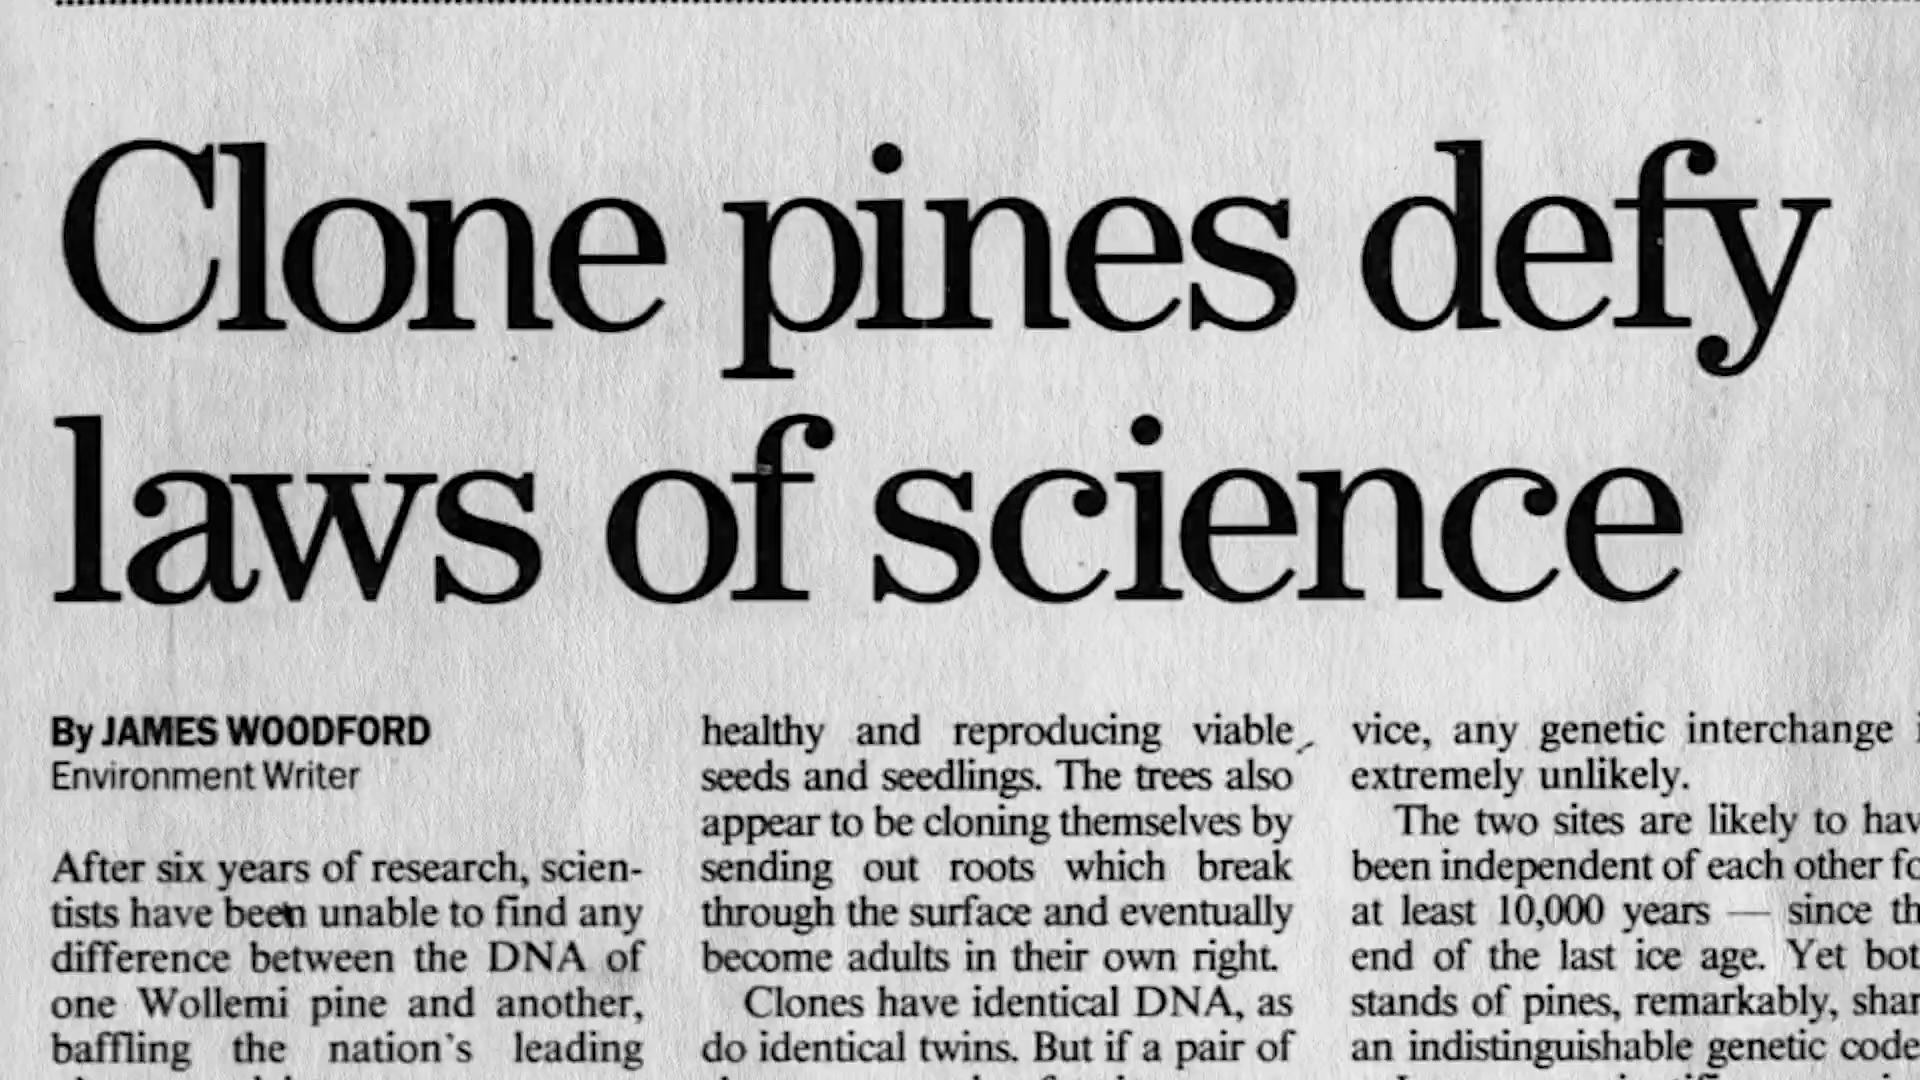 Clone pines defy
laws of science
By JAMES WOODFORD
Environment Writer
After six years of research, scien-
tists have been unable to find any
difference between the DNA of
one Wollemi pine and another,
baffling the nation's leading
healthy and reproducing viable
seeds and seedlings. The trees also
appear to be cloning themselves by
sending out roots which break
through the surface and eventually
become adults in their own right.
Clones have identical DNA, as
do identical twins. But if a pair of
vice, any genetic interchange
extremely unlikely.
The two sites are likely to hav
been independent of each other fo
at least 10,000 years — since th
end of the last ice age. Yet bot
stands of pines, remarkably, shar
an indistinguishable genetic code